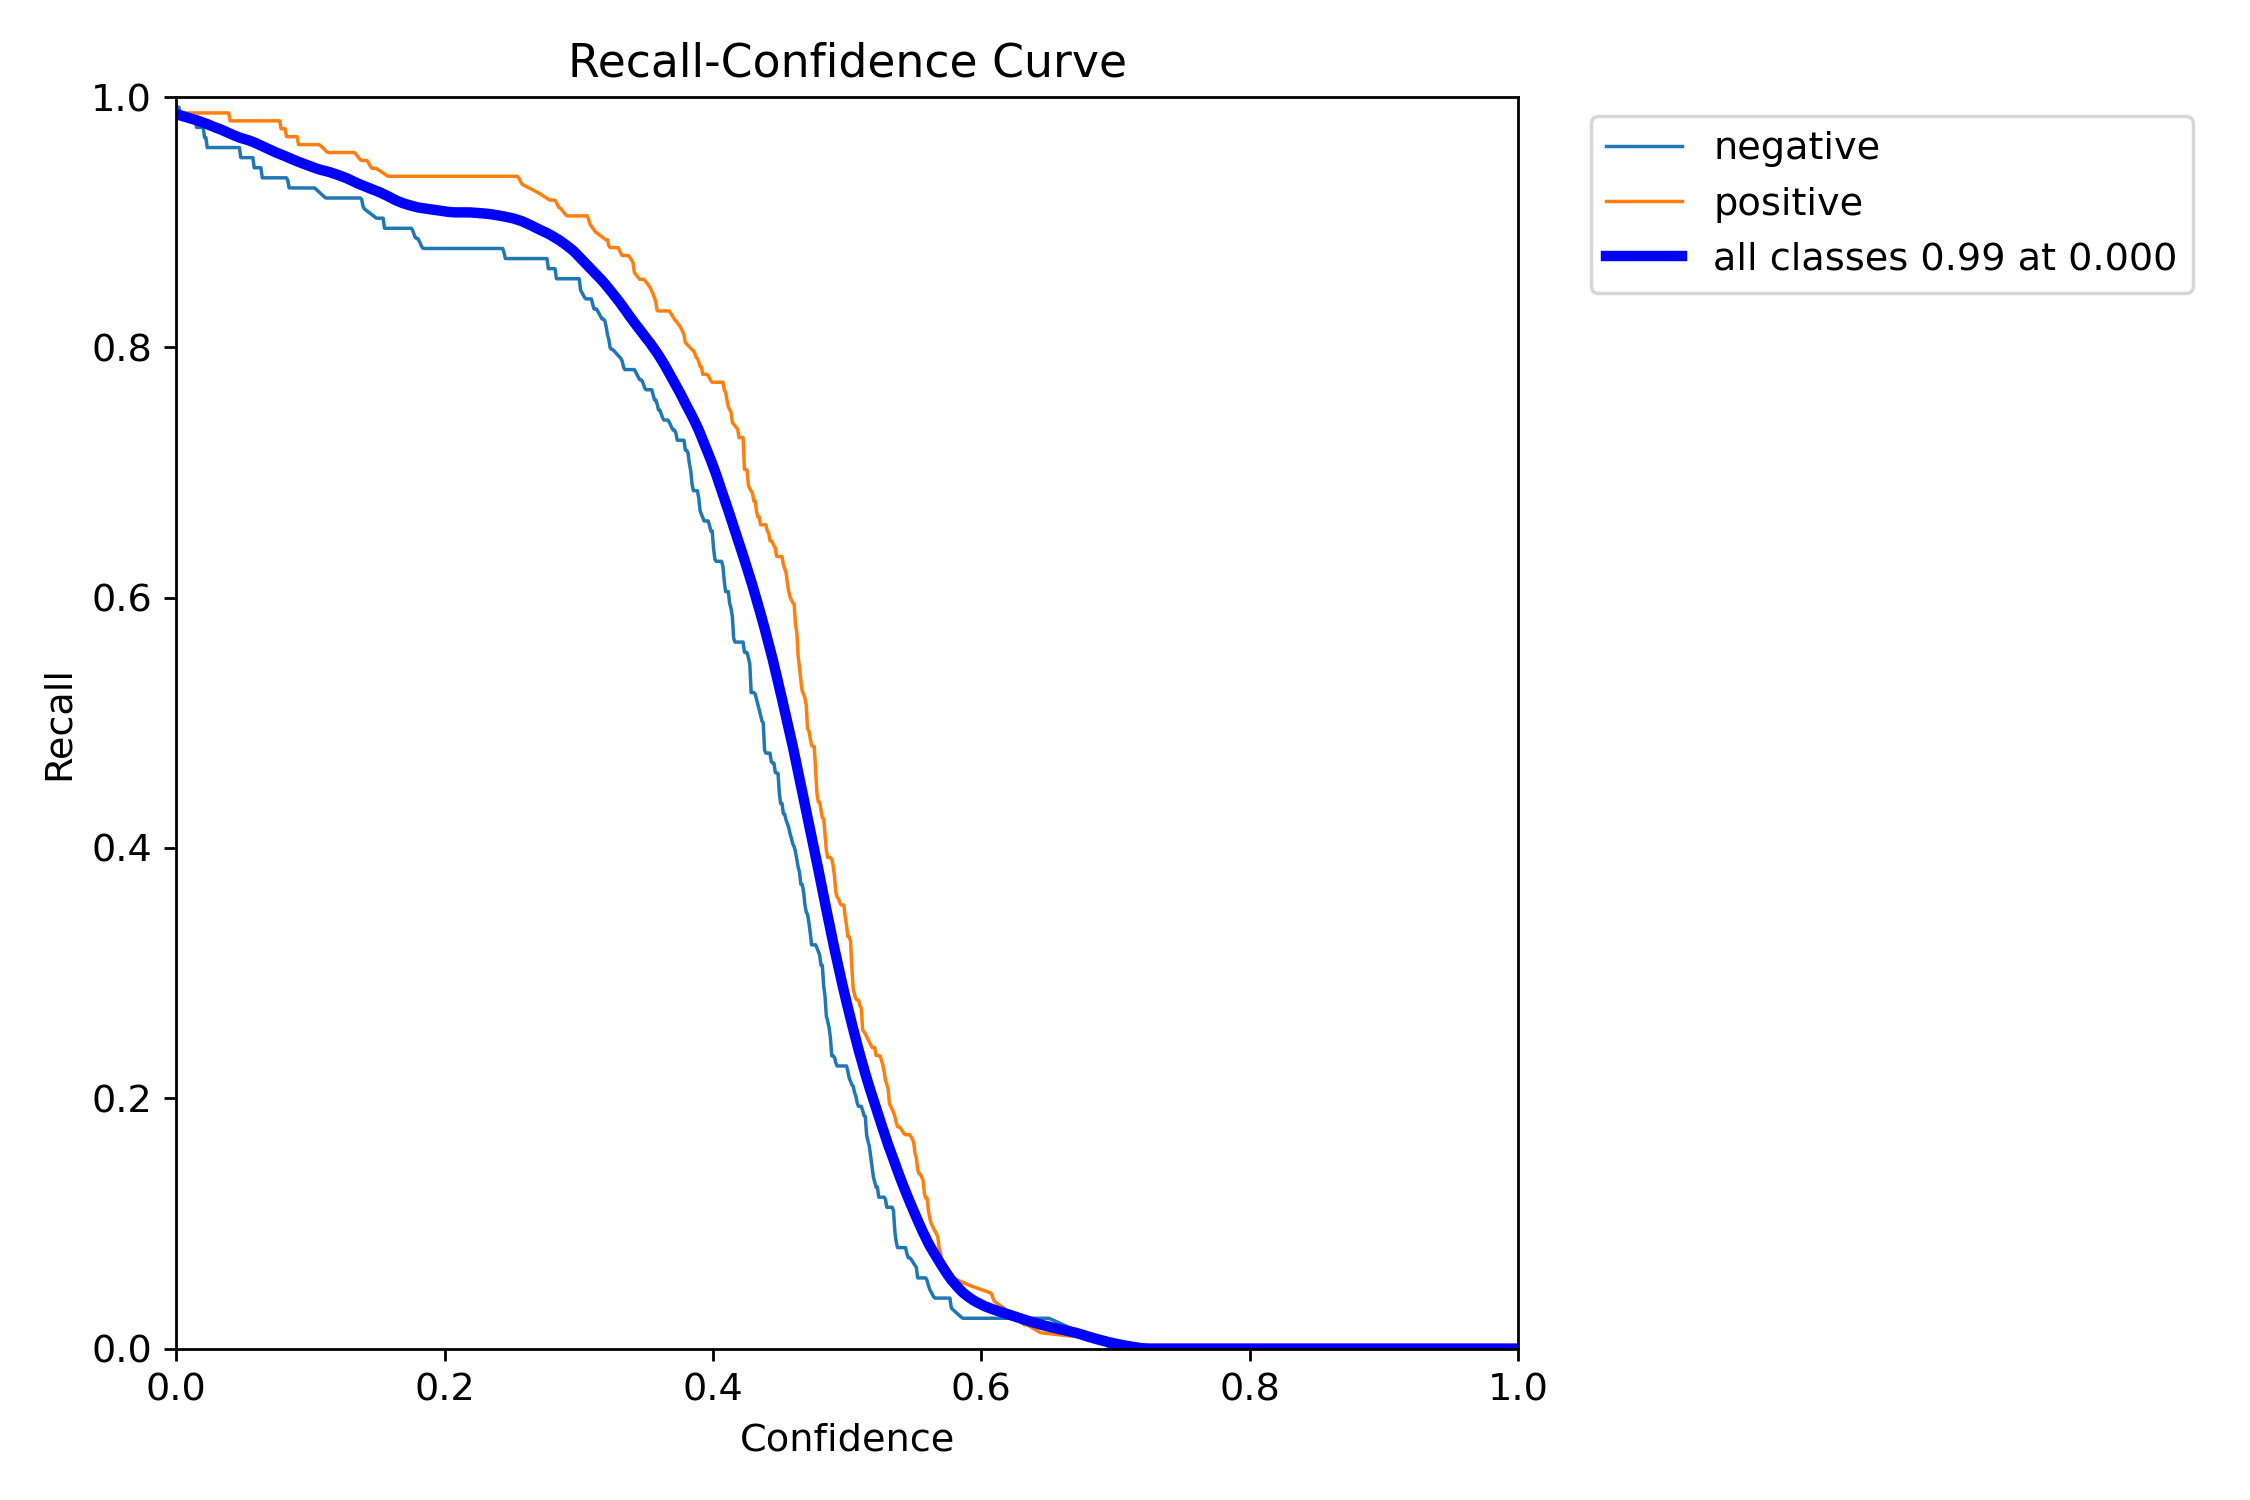 Recall-Confidence Curve
1.0
0.8
0.6
0.4
0.2
0.0
Recall
0.0 0.2 0.4 0.6 0.8 1.0
Confidence
negative
positive
all classes 0.99 at 0.000